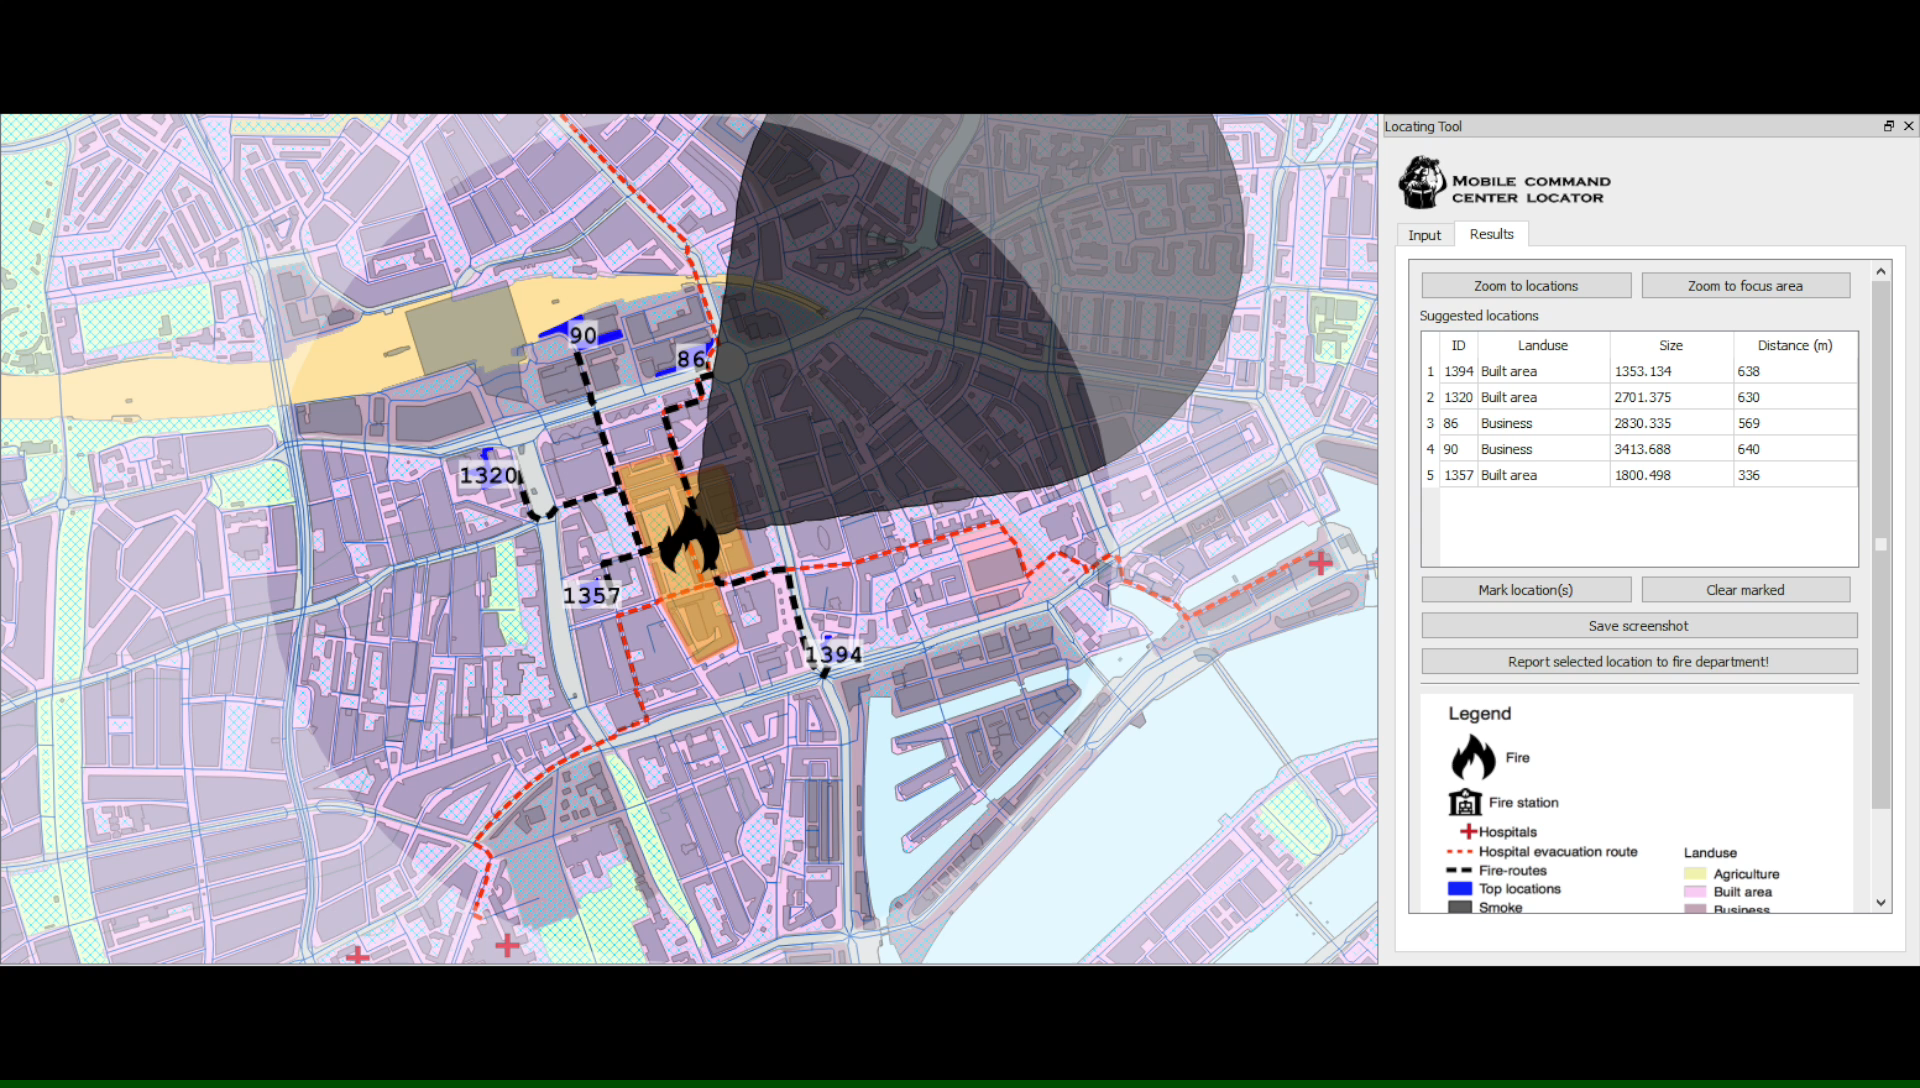 Locating Tool
MOBILE COMMAND
CENTER LOCATOR
Input Results
Zoom to locations Zoom to focus area
Suggested locations
ID Landuse Size Distance (m)
1 1394 Built area 1353.134 638
2 1320 Built area 2701.375 630
3 86 Business 2830.335 569
4 90 Business 3413.688 640
5 1357 Built area 1800.498 336
Mark location(s) Clear marked
Save screenshot
Report selected location to fire department!
Legend
Fire
Fire station
Hospitals
Hospital evacuation route
Fire-routes
Top locations
Smoke
Landuse
Agriculture
Built area
Business
90
86
1320
1357
1394